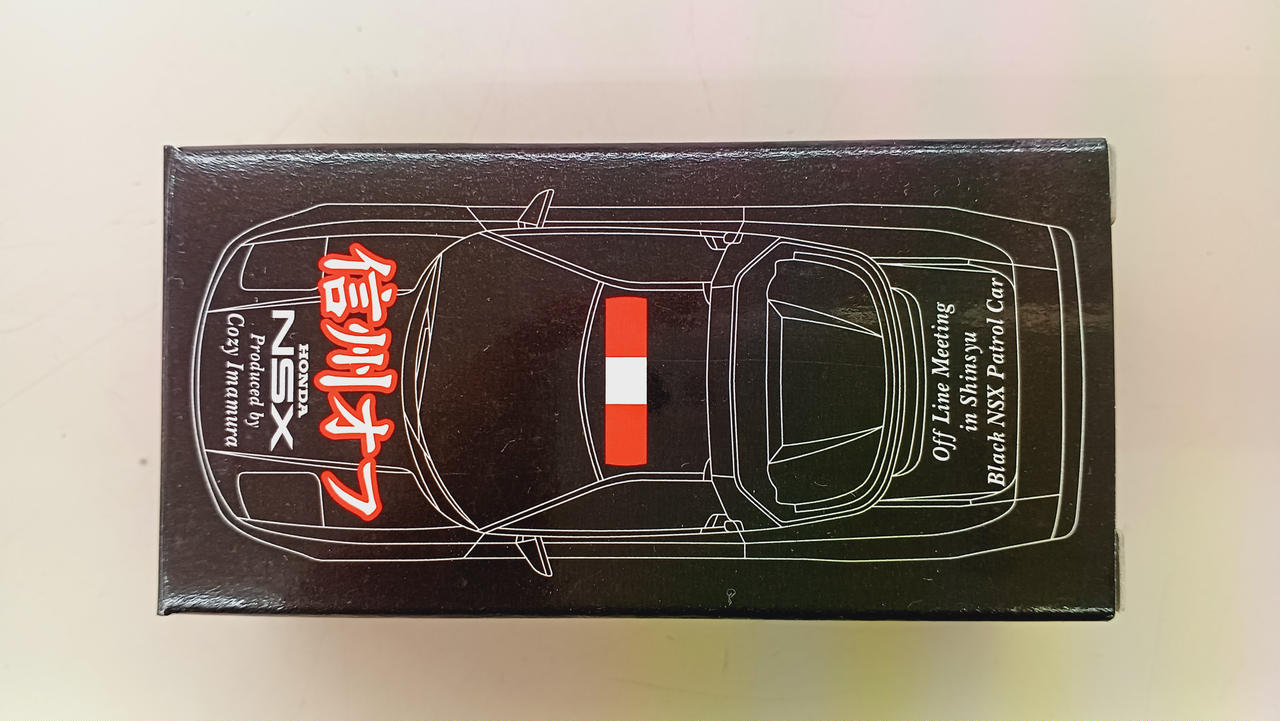 信州オフ
HONDA
NSX
Produced by
Cozy Imamura
Off Line Meeting
in Shinsyu
Black NSX Patrol Car